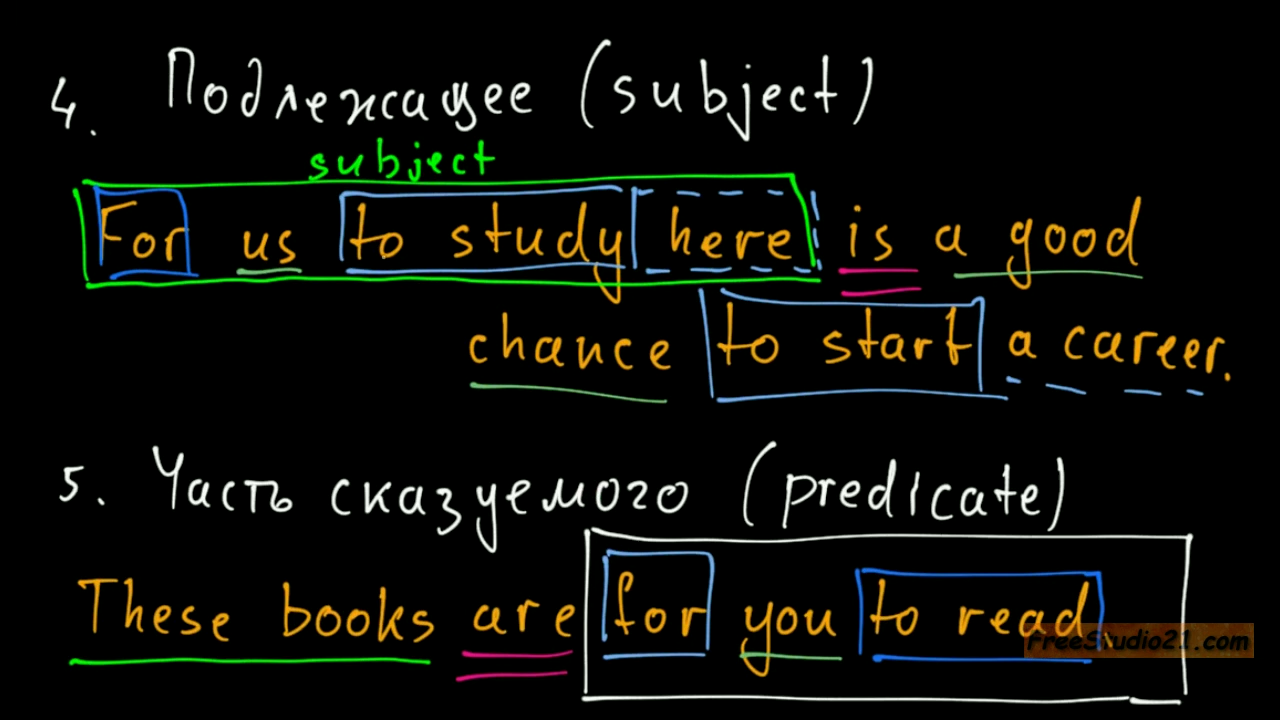 4. Подлежащее (subject)
subject
For us to study here is a good
chance to start a career.
5. Часть сказуемого (predicate)
These books are for you to read
FreeStudio21.com